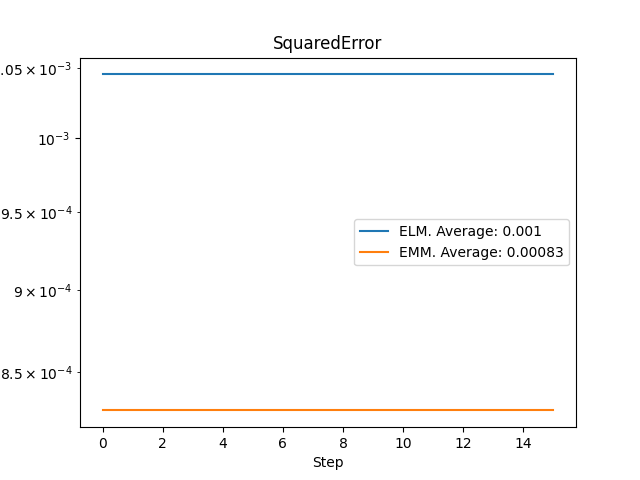 SquaredError
.05 × 10⁻³
10⁻³
9.5 × 10⁻⁴
9 × 10⁻⁴
8.5 × 10⁻⁴
ELM. Average: 0.001
EMM. Average: 0.00083
0 2 4 6 8 10 12 14
Step